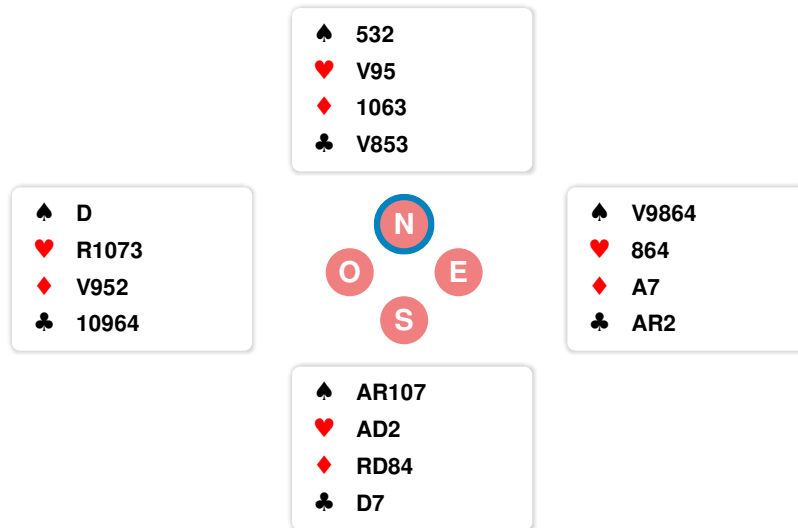 ♠ 532
♥ V95
♦ 1063
♣ V853
♠ D
♥ R1073
♦ V952
♣ 10964
N
O
E
S
♠ V9864
♥ 864
♦ A7
♣ AR2
♠ AR107
♥ AD2
♦ RD84
♣ D7